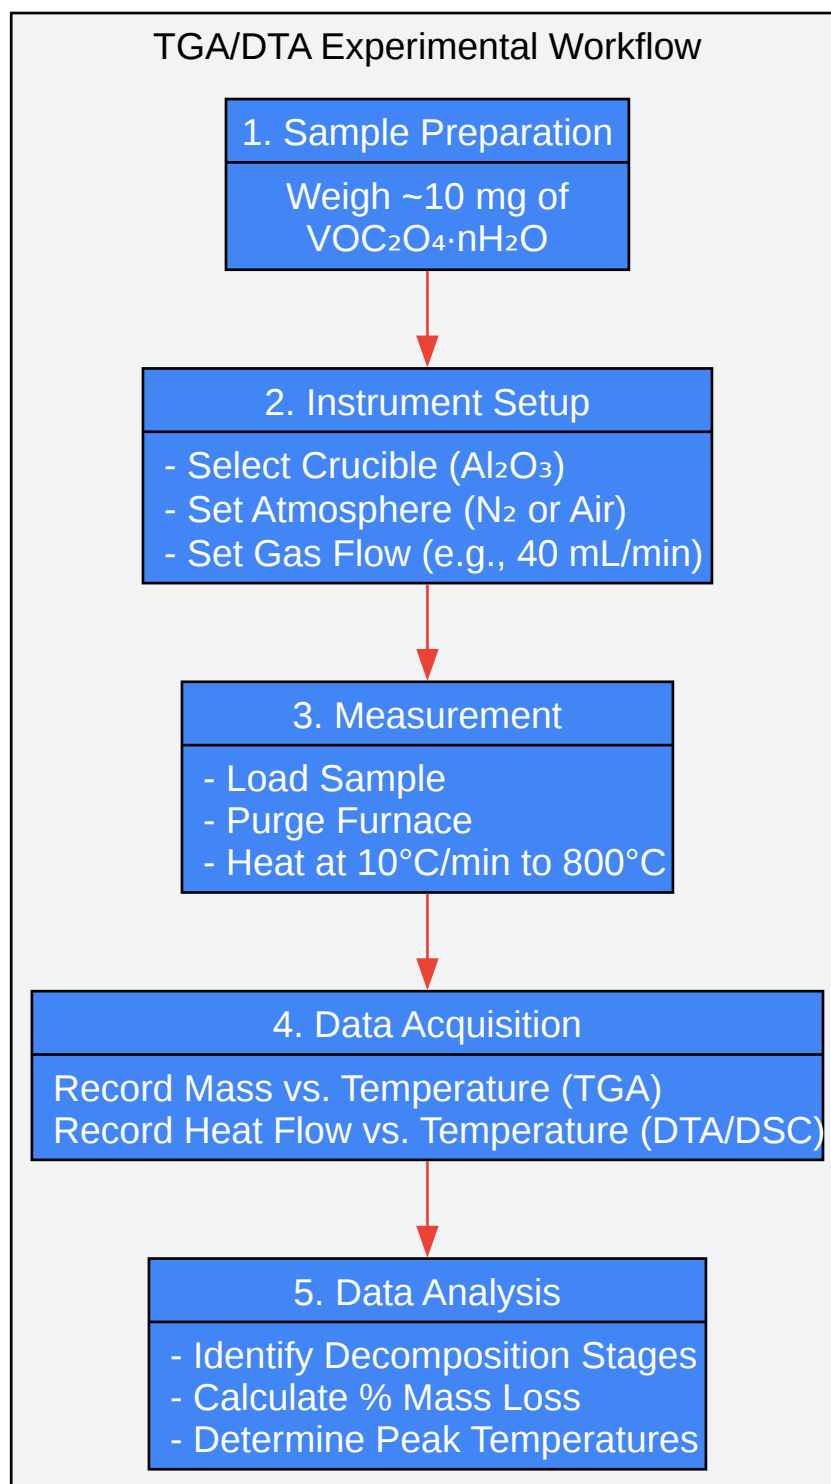 TGA/DTA Experimental Workflow
1. Sample Preparation
Weigh ~10 mg of
VOC₂O₄·nH₂O
2. Instrument Setup
- Select Crucible (Al₂O₃)
- Set Atmosphere (N₂ or Air)
- Set Gas Flow (e.g., 40 mL/min)
3. Measurement
- Load Sample
- Purge Furnace
- Heat at 10°C/min to 800°C
4. Data Acquisition
Record Mass vs. Temperature (TGA)
Record Heat Flow vs. Temperature (DTA/DSC)
5. Data Analysis
- Identify Decomposition Stages
- Calculate % Mass Loss
- Determine Peak Temperatures